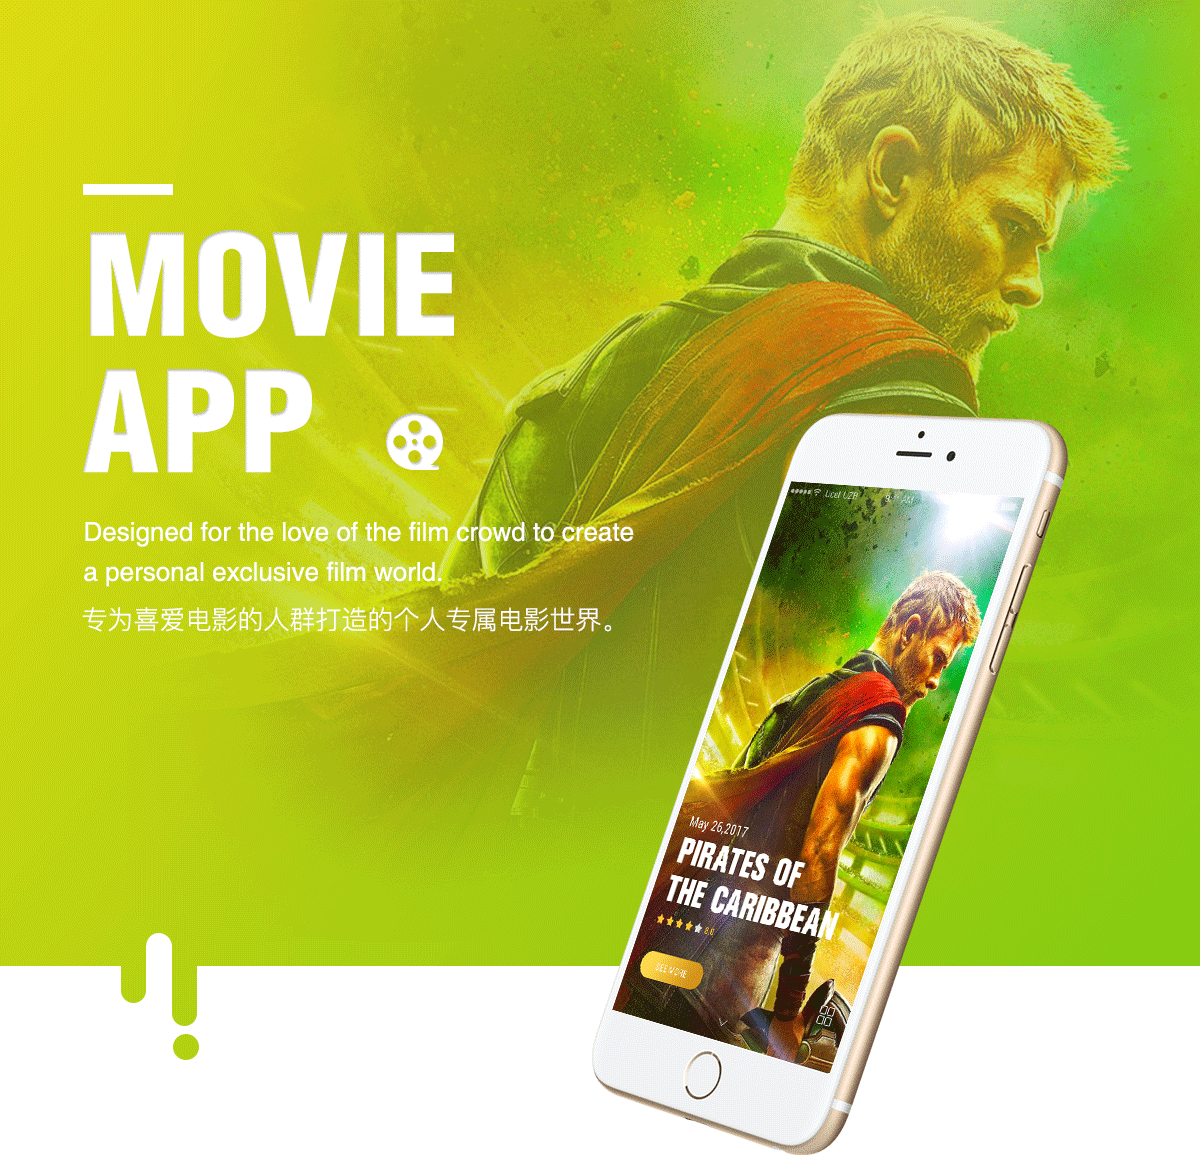 MOVIE
APP
Designed for the love of the film crowd to create
a personal exclusive film world.
专为喜爱电影的人群打造的个人专属电影世界。
May 26,2017
PIRATES OF
THE CARIBBEAN
SEE MORE